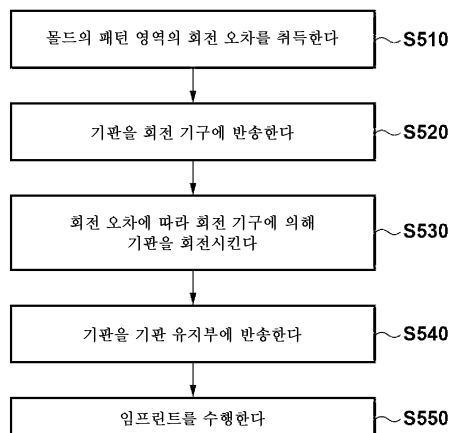 몰드의 패턴 영역의 회전 오차를 취득한다
S510
기판을 회전 기구에 반송한다
S520
회전 오차에 따라 회전 기구에 의해
기판을 회전시킨다
S530
기판을 기판 유지부에 반송한다
S540
임프린트를 수행한다
S550